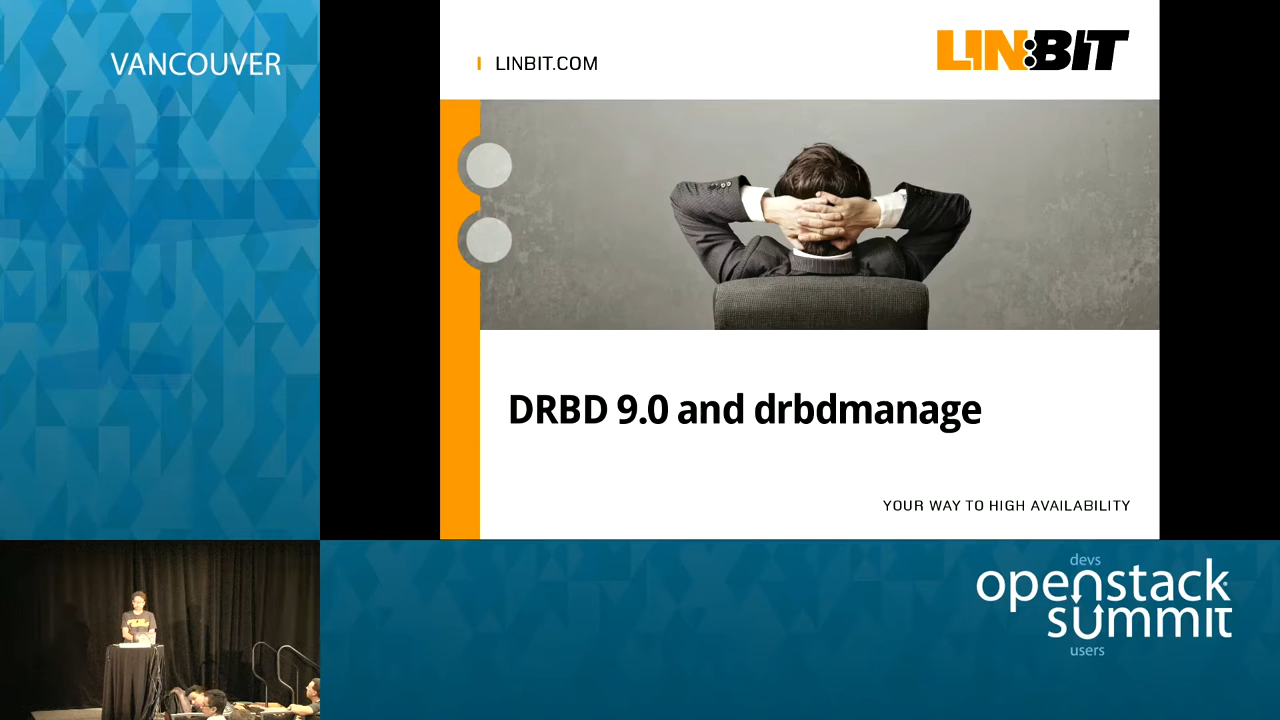 VANCOUVER
LINBIT.COM
LIN:BIT
DRBD 9.0 and drbdmanage
YOUR WAY TO HIGH AVAILABILITY
devs
openstack
summit
users